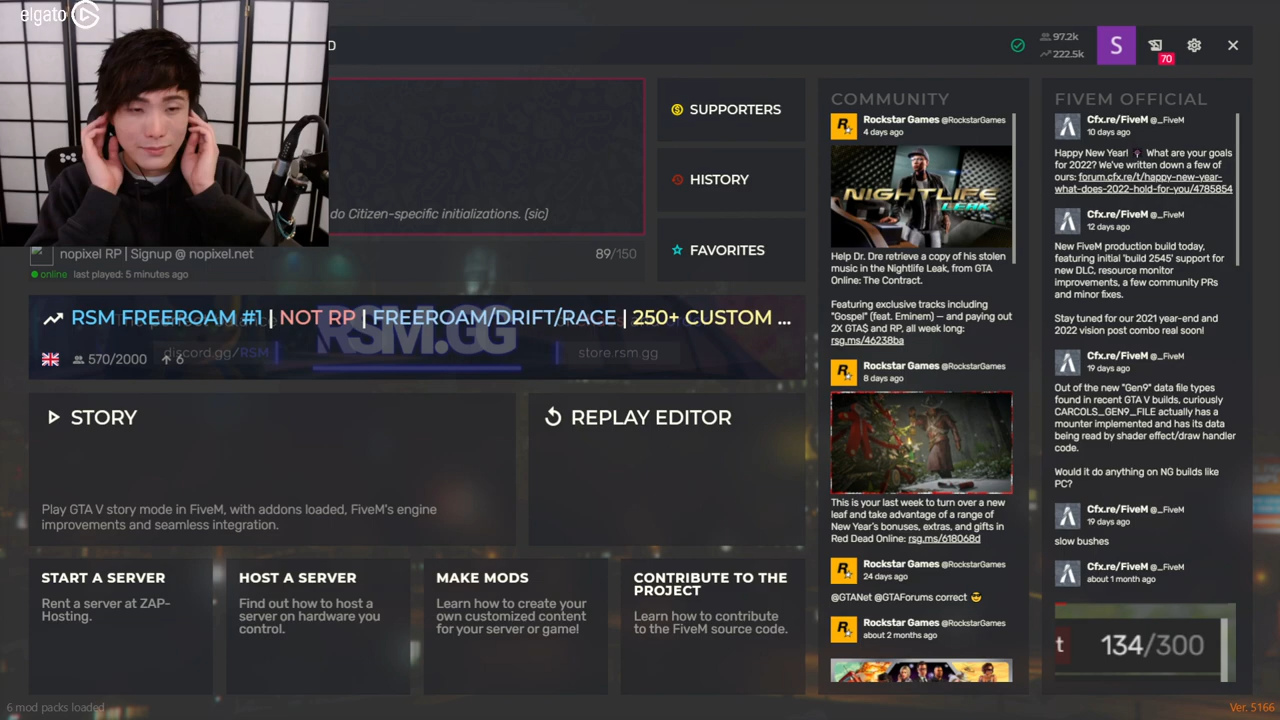 elgato
D
97.2k
222.5k
S
70
do Citizen-specific initializations. (sic)
nopixel RP | Signup @ nopixel.net
89/150
online last played: 5 minutes ago
SUPPORTERS
HISTORY
FAVORITES
RSM FREEROAM #1 | NOT RP | FREEROAM/DRIFT/RACE | 250+ CUSTOM ...
RSM.GG
570/2000
6
discord.gg/RSM
store.rsm.gg
STORY
Play GTA V story mode in FiveM, with addons loaded, FiveM's engine
improvements and seamless integration.
REPLAY EDITOR
START A SERVER
Rent a server at ZAP-
Hosting.
HOST A SERVER
Find out how to host a
server on hardware you
control.
MAKE MODS
Learn how to create your
own customized content
for your server or game!
CONTRIBUTE TO THE
PROJECT
Learn how to contribute
to the FiveM source code.
COMMUNITY
Rockstar Games @RockstarGames
4 days ago
NIGHTLIFE
LEAK
Help Dr. Dre retrieve a copy of his stolen
music in the Nightlife Leak, from GTA
Online: The Contract.
Featuring exclusive tracks including
"Gospel" (feat. Eminem) — and paying out
2X GTA$ and RP, all week long:
rsg.ms/46238ba
Rockstar Games @RockstarGames
8 days ago
This is your last week to turn over a new
leaf and take advantage of a range of
New Year's bonuses, extras, and gifts in
Red Dead Online: rsg.ms/618068d
Rockstar Games @RockstarGames
24 days ago
@GTANet @GTAForums correct 😎
Rockstar Games @RockstarGames
about 2 months ago
FIVEM OFFICIAL
Cfx.re/FiveM @_FiveM
10 days ago
Happy New Year! What are your goals
for 2022? We've written down a few of
ours: forum.cfx.re/t/happy-new-year-
what-does-2022-hold-for-you/4785854
Cfx.re/FiveM @_FiveM
12 days ago
New FiveM production build today,
featuring initial 'build 2545' support for
new DLC, resource monitor
improvements, a few community PRs
and minor fixes.
Stay tuned for our 2021 year-end and
2022 vision post combo real soon!
Cfx.re/FiveM @_FiveM
19 days ago
Out of the new "Gen9" data file types
found in recent GTA V builds, curiously
CARCOLS_GEN9_FILE actually has a
mounter implemented and has its data
being read by shader effect/draw handler
code.
Would it do anything on NG builds like
PC?
Cfx.re/FiveM @_FiveM
19 days ago
slow bushes
Cfx.re/FiveM @_FiveM
about 1 month ago
t 134/300
6 mod packs loaded
Ver. 5166